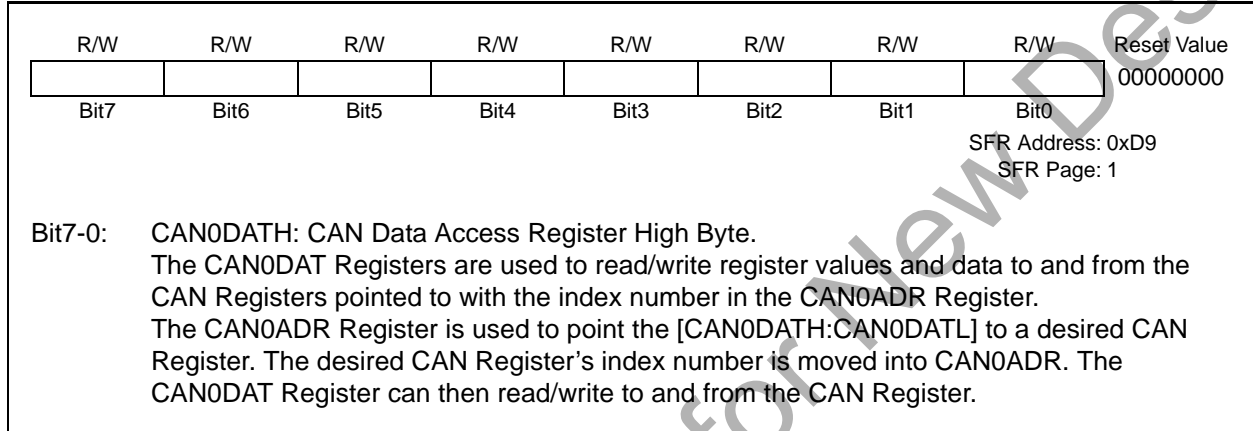 R/W R/W R/W R/W R/W R/W R/W R/W Reset Value
00000000
Bit7 Bit6 Bit5 Bit4 Bit3 Bit2 Bit1 Bit0
SFR Address: 0xD9
SFR Page: 1
Bit7-0: CAN0DATH: CAN Data Access Register High Byte.
The CAN0DAT Registers are used to read/write register values and data to and from the
CAN Registers pointed to with the index number in the CAN0ADR Register.
The CAN0ADR Register is used to point the [CAN0DATH:CAN0DATL] to a desired CAN
Register. The desired CAN Register’s index number is moved into CAN0ADR. The
CAN0DAT Register can then read/write to and from the CAN Register.
for New Des